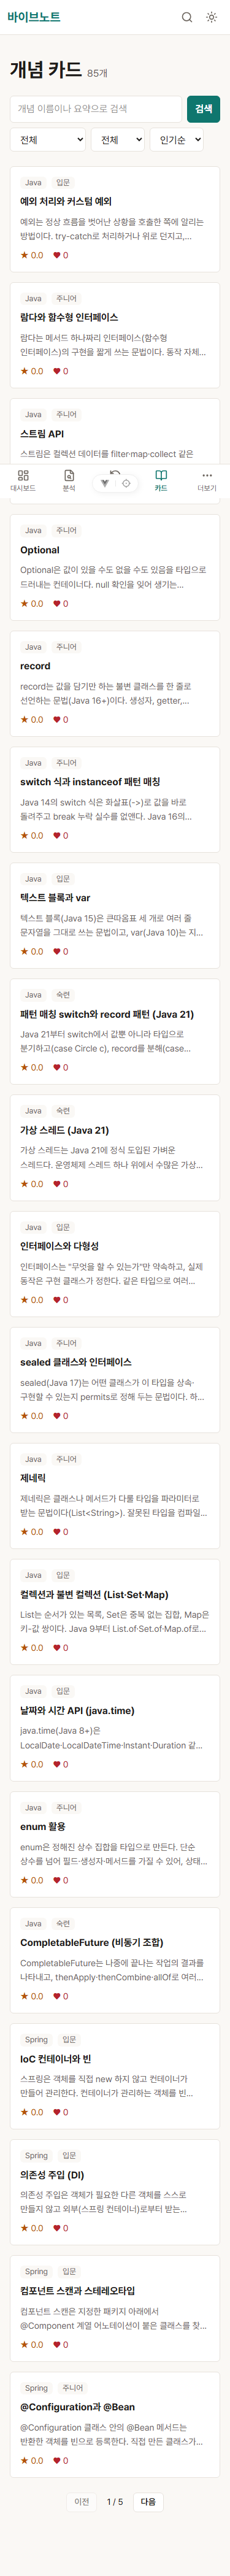 바이브노트
개념 카드 85개
개념 이름이나 요약으로 검색
검색
전체 전체 인기순
Java 입문
예외 처리와 커스텀 예외
예외는 정상 흐름을 벗어난 상황을 호출한 쪽에 알리는
방법이다. try-catch로 처리하거나 위로 던지고,...
★ 0.0 ♥ 0
Java 주니어
람다와 함수형 인터페이스
람다는 메서드 하나짜리 인터페이스(함수형
인터페이스)의 구현을 짧게 쓰는 문법이다. 동작 자체...
★ 0.0 ♥ 0
Java 주니어
스트림 API
스트림은 컬렉션 데이터를 filter·map·collect 같은
대시보드 분석 카드 더보기
Java 주니어
Optional
Optional은 값이 있을 수도 없을 수도 있음을 타입으로
드러내는 컨테이너다. null 확인을 잊어 생기는...
★ 0.0 ♥ 0
Java 주니어
record
record는 값을 담기만 하는 불변 클래스를 한 줄로
선언하는 문법(Java 16+)이다. 생성자, getter,...
★ 0.0 ♥ 0
Java 주니어
switch 식과 instanceof 패턴 매칭
Java 14의 switch 식은 화살표(->)로 값을 바로
돌려주고 break 누락 실수를 없앤다. Java 16의...
★ 0.0 ♥ 0
Java 입문
텍스트 블록과 var
텍스트 블록(Java 15)은 큰따옴표 세 개로 여러 줄
문자열을 그대로 쓰는 문법이고, var(Java 10)는 지...
★ 0.0 ♥ 0
Java 숙련
패턴 매칭 switch와 record 패턴 (Java 21)
Java 21부터 switch에서 값뿐 아니라 타입으로
분기하고(case Circle c), record를 분해(case...
★ 0.0 ♥ 0
Java 숙련
가상 스레드 (Java 21)
가상 스레드는 Java 21에 정식 도입된 가벼운
스레드다. 운영체제 스레드 하나 위에서 수많은 가상...
★ 0.0 ♥ 0
Java 입문
인터페이스와 다형성
인터페이스는 "무엇을 할 수 있는가"만 약속하고, 실제
동작은 구현 클래스가 정한다. 같은 타입으로 여러...
★ 0.0 ♥ 0
Java 주니어
sealed 클래스와 인터페이스
sealed(Java 17)는 어떤 클래스가 이 타입을 상속·
구현할 수 있는지 permits로 정해 두는 문법이다. 하...
★ 0.0 ♥ 0
Java 주니어
제네릭
제네릭은 클래스나 메서드가 다룰 타입을 파라미터로
받는 문법이다(List<String>). 잘못된 타입을 컴파일...
★ 0.0 ♥ 0
Java 입문
컬렉션과 불변 컬렉션 (List·Set·Map)
List는 순서가 있는 목록, Set은 중복 없는 집합, Map은
키-값 쌍이다. Java 9부터 List.of·Set.of·Map.of로...
★ 0.0 ♥ 0
Java 입문
날짜와 시간 API (java.time)
java.time(Java 8+)은
LocalDate·LocalDateTime·Instant·Duration 같...
★ 0.0 ♥ 0
Java 주니어
enum 활용
enum은 정해진 상수 집합을 타입으로 만든다. 단순
상수를 넘어 필드·생성자·메서드를 가질 수 있어, 상태...
★ 0.0 ♥ 0
Java 숙련
CompletableFuture (비동기 조합)
CompletableFuture는 나중에 끝나는 작업의 결과를
나타내고, thenApply·thenCombine·allOf로 여러...
★ 0.0 ♥ 0
Spring 입문
IoC 컨테이너와 빈
스프링은 객체를 직접 new 하지 않고 컨테이너가
만들어 관리한다. 컨테이너가 관리하는 객체를 빈...
★ 0.0 ♥ 0
Spring 입문
의존성 주입 (DI)
의존성 주입은 객체가 필요한 다른 객체를 스스로
만들지 않고 외부(스프링 컨테이너)로부터 받는...
★ 0.0 ♥ 0
Spring 입문
컴포넌트 스캔과 스테레오타입
컴포넌트 스캔은 지정한 패키지 아래에서
@Component 계열 어노테이션이 붙은 클래스를 찾...
★ 0.0 ♥ 0
Spring 주니어
@Configuration과 @Bean
@Configuration 클래스 안의 @Bean 메서드는
반환한 객체를 빈으로 등록한다. 직접 만든 클래스가...
★ 0.0 ♥ 0
이전 1 / 5 다음